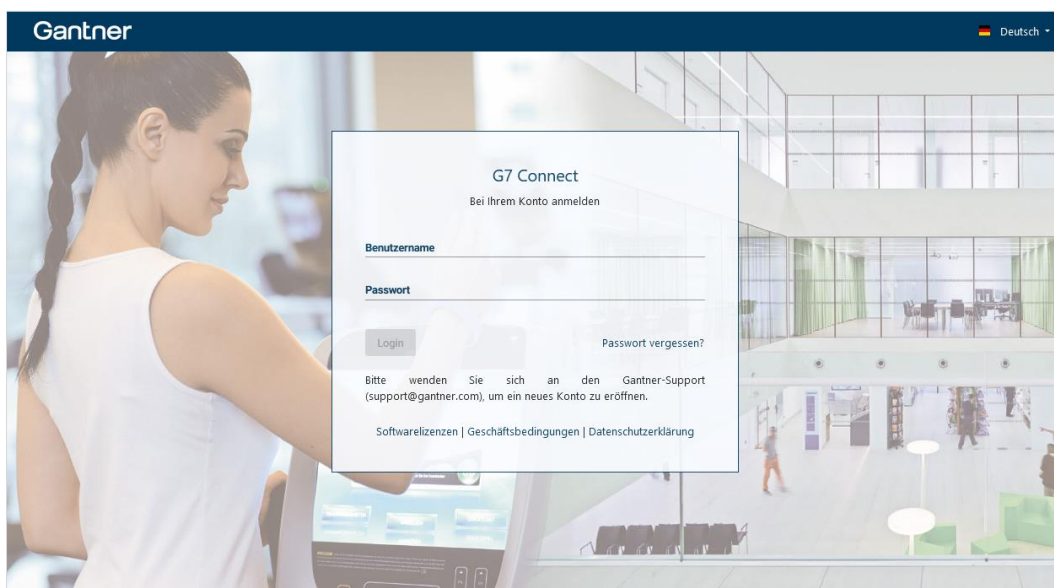 Gantner
Deutsch
G7 Connect
Bei Ihrem Konto anmelden
Benutzername
Passwort
Login
Passwort vergessen?
Bitte wenden Sie sich an den Gantner-Support
(support@gantner.com), um ein neues Konto zu eröffnen.
Softwarelizenzen | Geschäftsbedingungen | Datenschutzerklärung